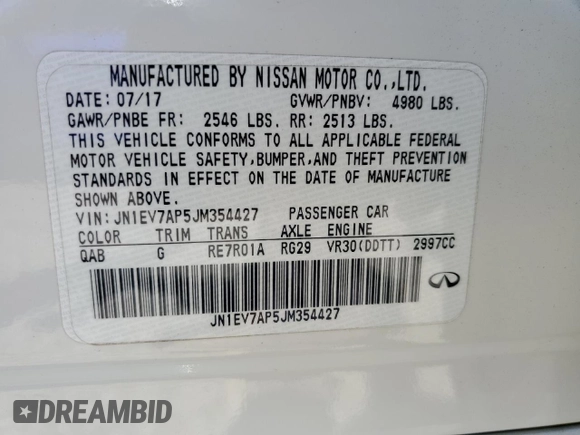 MANUFACTURED BY NISSAN MOTOR CO.,LTD.
DATE: 07/17 GVWR/PNBV: 4980 LBS.
GAWR/PNBE FR: 2546 LBS. RR: 2513 LBS.
THIS VEHICLE CONFORMS TO ALL APPLICABLE FEDERAL
MOTOR VEHICLE SAFETY,BUMPER,AND THEFT PREVENTION
STANDARDS IN EFFECT ON THE DATE OF MANUFACTURE
SHOWN ABOVE.
VIN: JN1EV7AP5JM354427 PASSENGER CAR
COLOR TRIM TRANS AXLE ENGINE
QAB G RE7R01A RG29 VR30(DDTT) 2997CC
JN1EV7AP5JM354427
DREAMBID